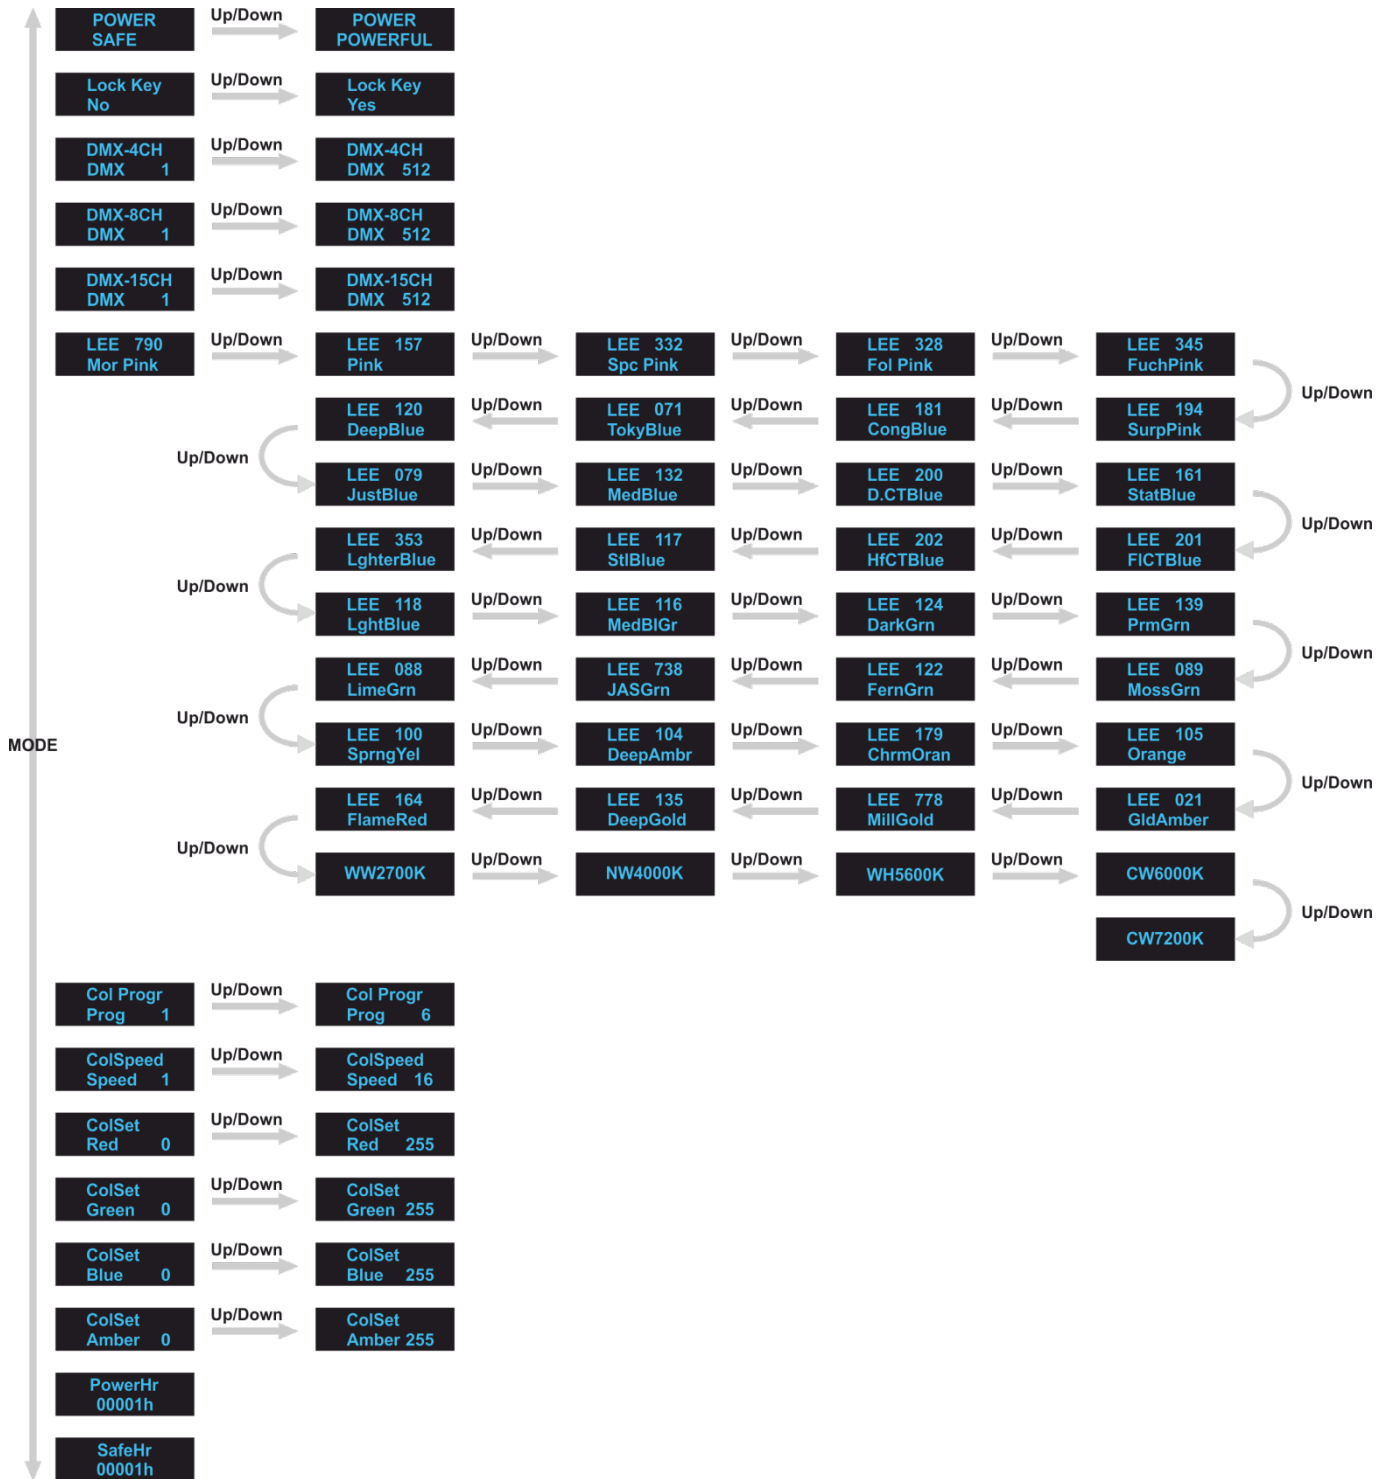 POWER
SAFE
Up/Down
POWER
POWERFUL
Lock Key
No
Up/Down
Lock Key
Yes
DMX-4CH
DMX 1
Up/Down
DMX-4CH
DMX 512
DMX-8CH
DMX 1
Up/Down
DMX-8CH
DMX 512
DMX-15CH
DMX 1
Up/Down
DMX-15CH
DMX 512
LEE 790
Mor Pink
Up/Down
LEE 157
Pink
Up/Down
LEE 332
Spc Pink
Up/Down
LEE 328
Fol Pink
Up/Down
LEE 345
FuchPink
Up/Down
LEE 120
DeepBlue
Up/Down
LEE 071
TokyBlue
Up/Down
LEE 181
CongBlue
Up/Down
LEE 194
SurpPink
Up/Down
LEE 079
JustBlue
Up/Down
LEE 132
MedBlue
Up/Down
LEE 200
D.CTBlue
Up/Down
LEE 161
StatBlue
Up/Down
LEE 353
LghterBlue
Up/Down
LEE 117
StlBlue
Up/Down
LEE 202
HfCTBlue
Up/Down
LEE 201
FlCTBlue
Up/Down
LEE 118
LghtBlue
Up/Down
LEE 116
MedBlGr
Up/Down
LEE 124
DarkGrn
Up/Down
LEE 139
PrmGrn
Up/Down
LEE 088
LimeGrn
Up/Down
LEE 738
JASGrn
Up/Down
LEE 122
FernGrn
Up/Down
LEE 089
MossGrn
Up/Down
MODE
LEE 100
SprngYel
Up/Down
LEE 104
DeepAmbr
Up/Down
LEE 179
ChrmOran
Up/Down
LEE 105
Orange
Up/Down
LEE 164
FlameRed
Up/Down
LEE 135
DeepGold
Up/Down
LEE 778
MillGold
Up/Down
LEE 021
GldAmber
Up/Down
WW2700K
Up/Down
NW4000K
Up/Down
WH5600K
Up/Down
CW6000K
Up/Down
CW7200K
Col Progr
Prog 1
Up/Down
Col Progr
Prog 6
ColSpeed
Speed 1
Up/Down
ColSpeed
Speed 16
ColSet
Red 0
Up/Down
ColSet
Red 255
ColSet
Green 0
Up/Down
ColSet
Green 255
ColSet
Blue 0
Up/Down
ColSet
Blue 255
ColSet
Amber 0
Up/Down
ColSet
Amber 255
PowerHr
00001h
SafeHr
00001h